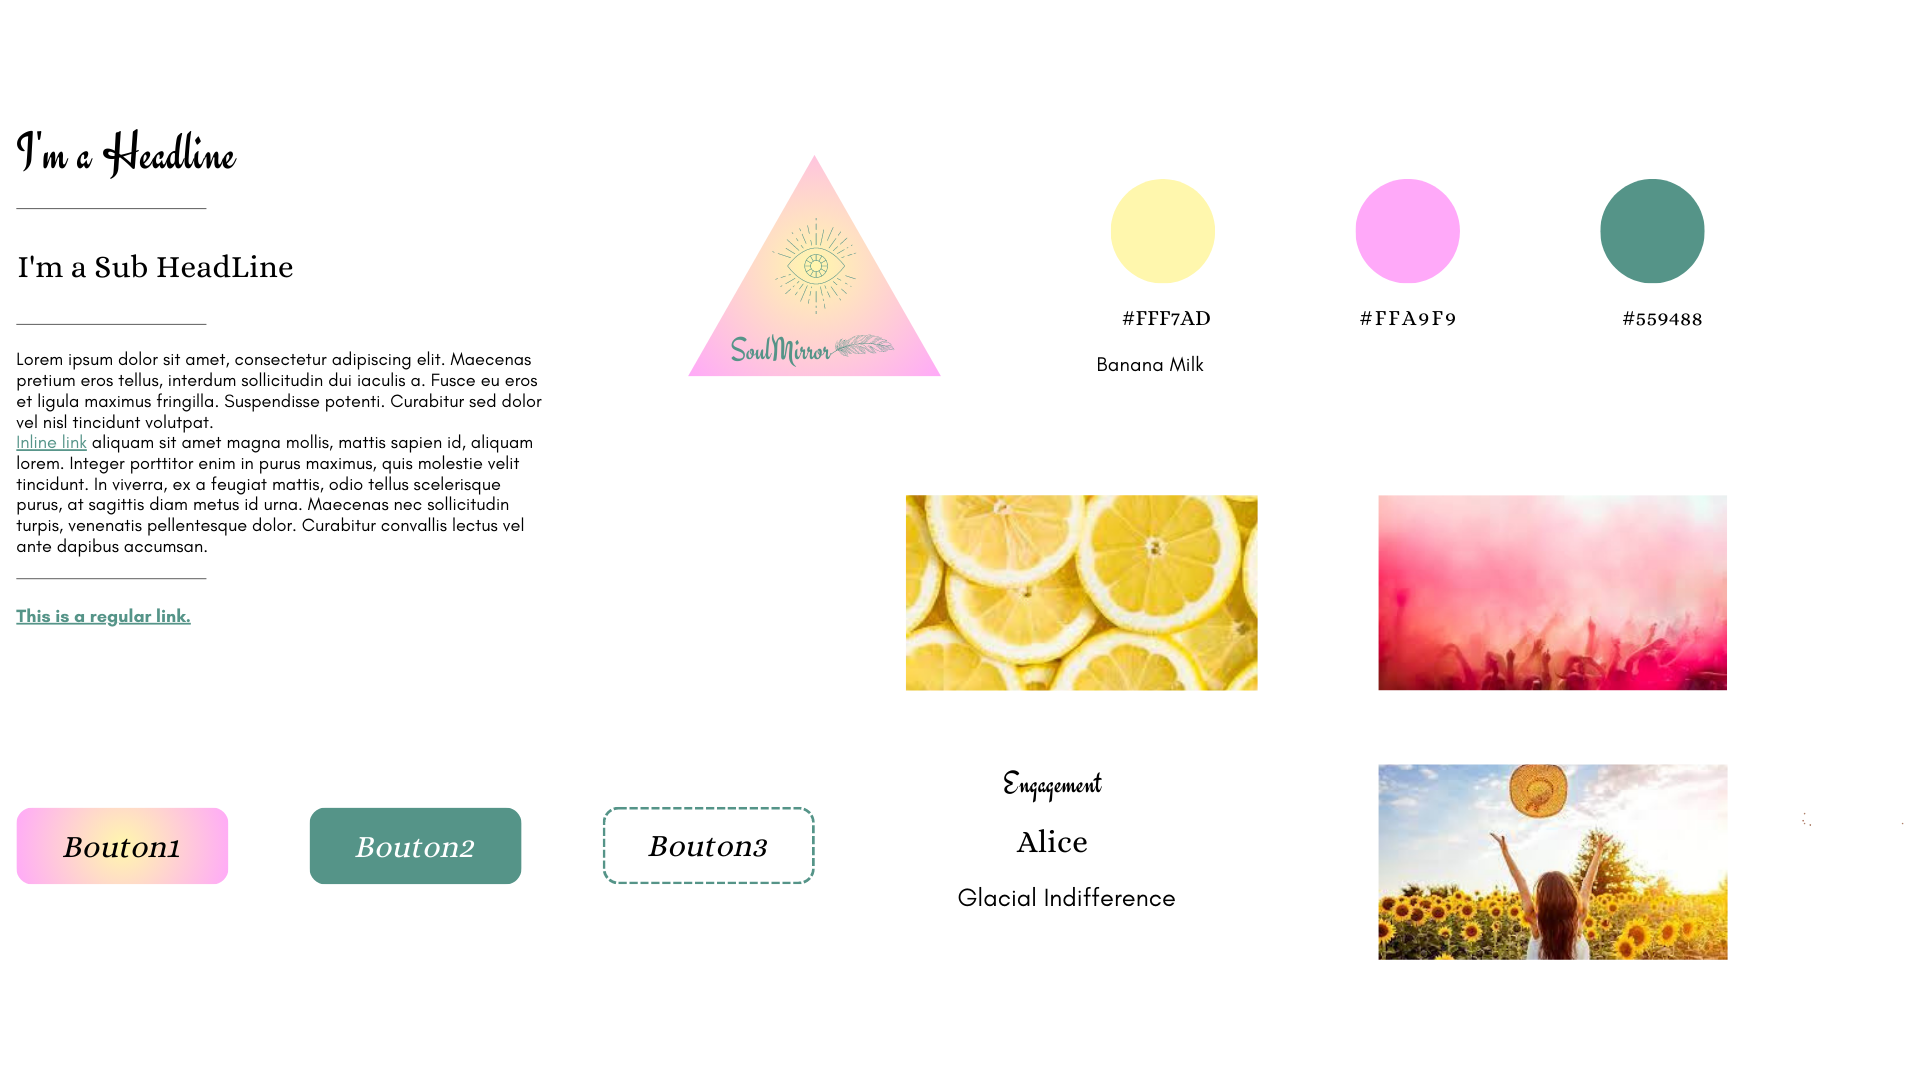 I'm a Headline
I'm a Sub HeadLine
Lorem ipsum dolor sit amet, consectetur adipiscing elit. Maecenas
pretium eros tellus, interdum sollicitudin dui iaculis a. Fusce eu eros
et ligula maximus fringilla. Suspendisse potenti. Curabitur sed dolor
vel nisl tincidunt volutpat.
Inline link aliquam sit amet magna mollis, mattis sapien id, aliquam
lorem. Integer porttitor enim in purus maximus, quis molestie velit
tincidunt. In viverra, ex a feugiat mattis, odio tellus scelerisque
purus, at sagittis diam metus id urna. Maecenas nec sollicitudin
turpis, venenatis pellentesque dolor. Curabitur convallis lectus vel
ante dapibus accumsan.
This is a regular link.
SoulMirror
#FFF7AD
#FFA9F9
#559488
Banana Milk
Bouton1
Bouton2
Bouton3
Engagement
Alice
Glacial Indifference